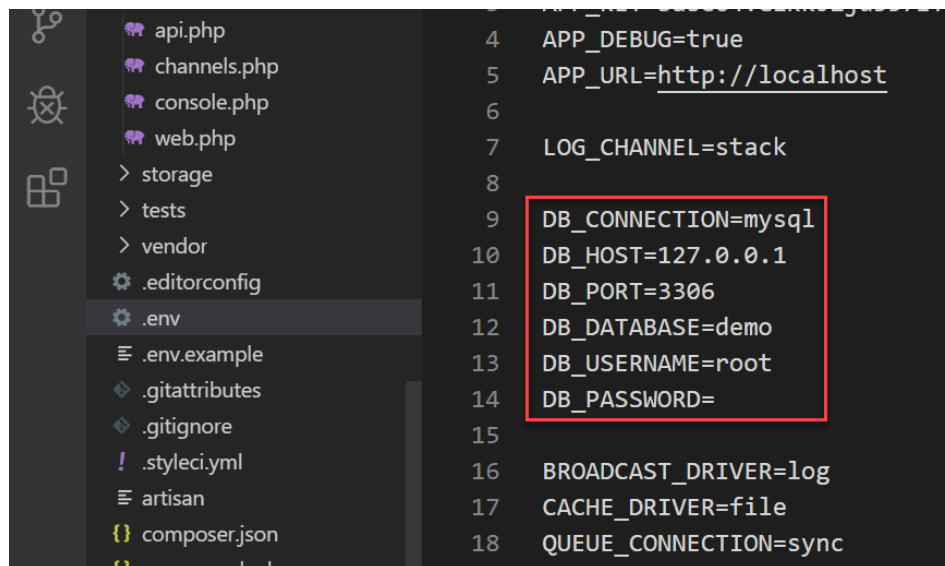 api.php
channels.php
console.php
web.php
storage
tests
vendor
.editorconfig
.env
.env.example
.gitattributes
.gitignore
.styleci.yml
artisan
composer.json
4 APP_DEBUG=true
5 APP_URL=http://localhost
6
7 LOG_CHANNEL=stack
8
9 DB_CONNECTION=mysql
10 DB_HOST=127.0.0.1
11 DB_PORT=3306
12 DB_DATABASE=demo
13 DB_USERNAME=root
14 DB_PASSWORD=
15
16 BROADCAST_DRIVER=log
17 CACHE_DRIVER=file
18 QUEUE_CONNECTION=sync